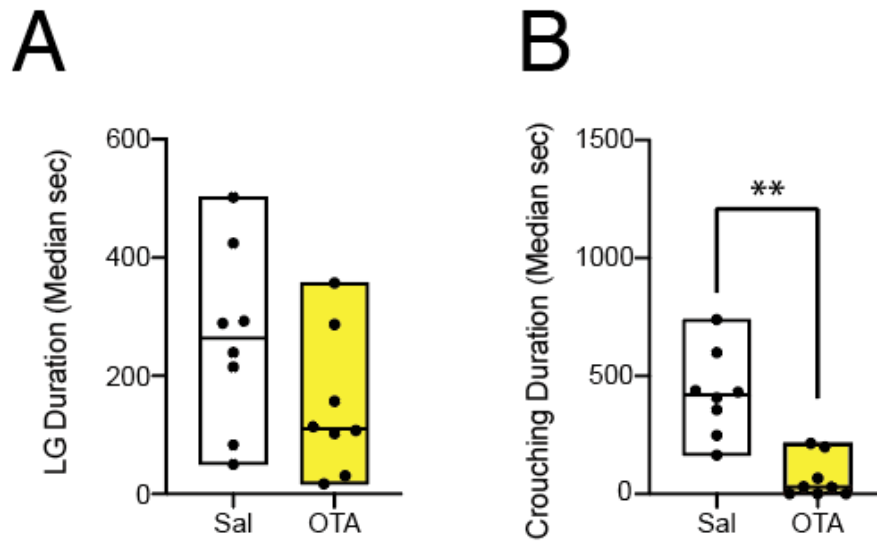 A
LG Duration (Median sec)
600
400
200
0
Sal OTA
B
Crouching Duration (Median sec)
1500
1000
500
0
**
Sal OTA